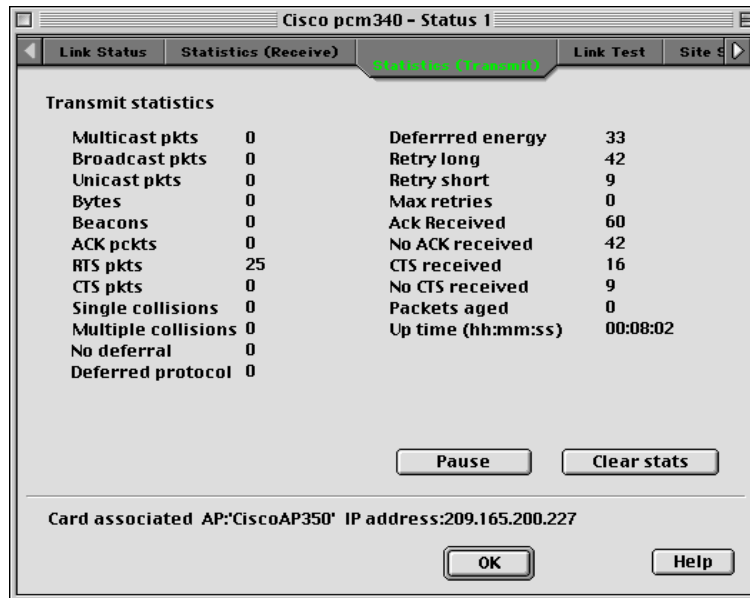 Cisco pcm340 - Status 1
Link Status Statistics (Receive) Statistics (Transmit) Link Test Site S
Transmit statistics
Multicast pkts 0
Broadcast pkts 0
Unicast pkts 0
Bytes 0
Beacons 0
ACK pckts 0
RTS pkts 25
CTS pkts 0
Single collisions 0
Multiple collisions 0
No deferral 0
Deferred protocol 0
Deferrred energy 33
Retry long 42
Retry short 9
Max retries 0
Ack Received 60
No ACK received 42
CTS received 16
No CTS received 9
Packets aged 0
Up time (hh:mm:ss) 00:08:02
Pause Clear stats
Card associated AP:'CiscoAP350' IP address:209.165.200.227
OK Help